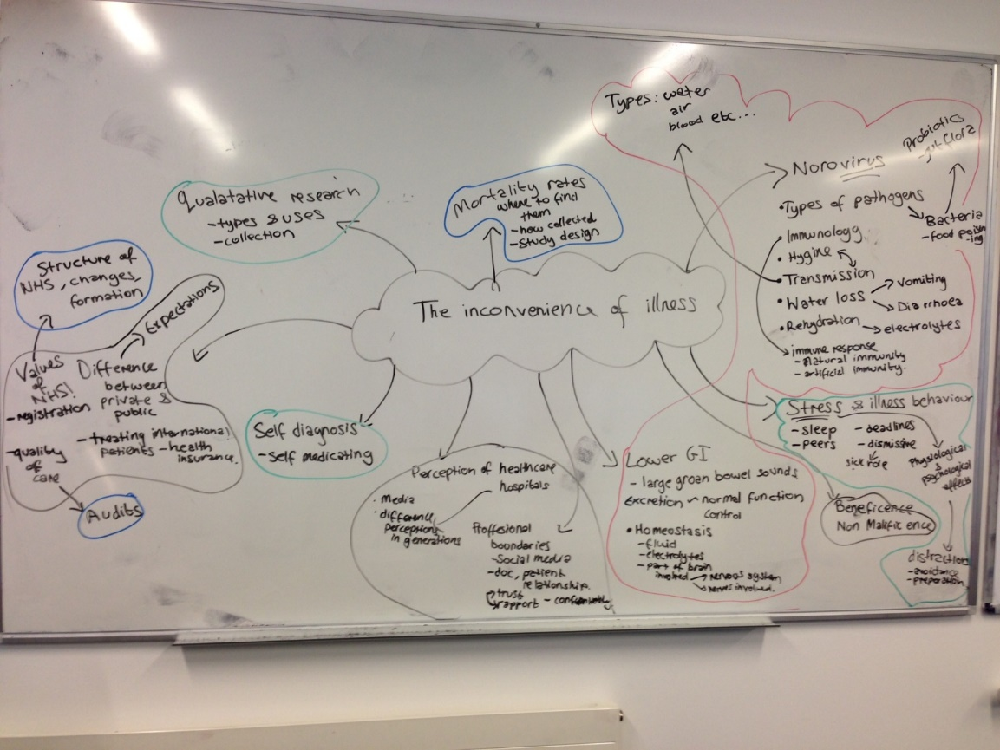 Types: water
air
blood etc...
Probiotics
-gut flora
Norovirus
•Types of pathogens
Bacteria
-food poison
-ing
Immunology
•Hygine
•Transmission
•Water loss
Vomiting
Diarrhoea
•Rehydration
electrolytes
immune response
-natural immunity
-artificial immunity.
Qualatative research
-types & uses
-collection
Mortality rates
where to find
them
-how collected
-study design
Structure of
NHS, changes,
formation
Expectations
The inconvenience of illness
Values
of
NHS!
-registration
-quality
of
care
Audits
Difference
between
private &
public
-treating international
patients -health
insurance.
Self diagnosis
-Self medicating
Perception of healthcare
hospitals
•Media
•difference
perceptions
in generations
Proffesional
boundaries
-Social media
-doc, patient
relationship.
trust
rapport -confidentiality
Lower GI
-large groan bowel sounds
Excretion - normal function
control
•Homeostasis
-fluid
-electrolytes
-part of brain
involved
nervous system
nerves involved.
Stress & illness behaviour
-sleep
-peers
-deadlines
-dismissive
sick role
Physiological
&
psychological
effects
Beneficence
Non Malificence
distraction
-avoidance
-preparation